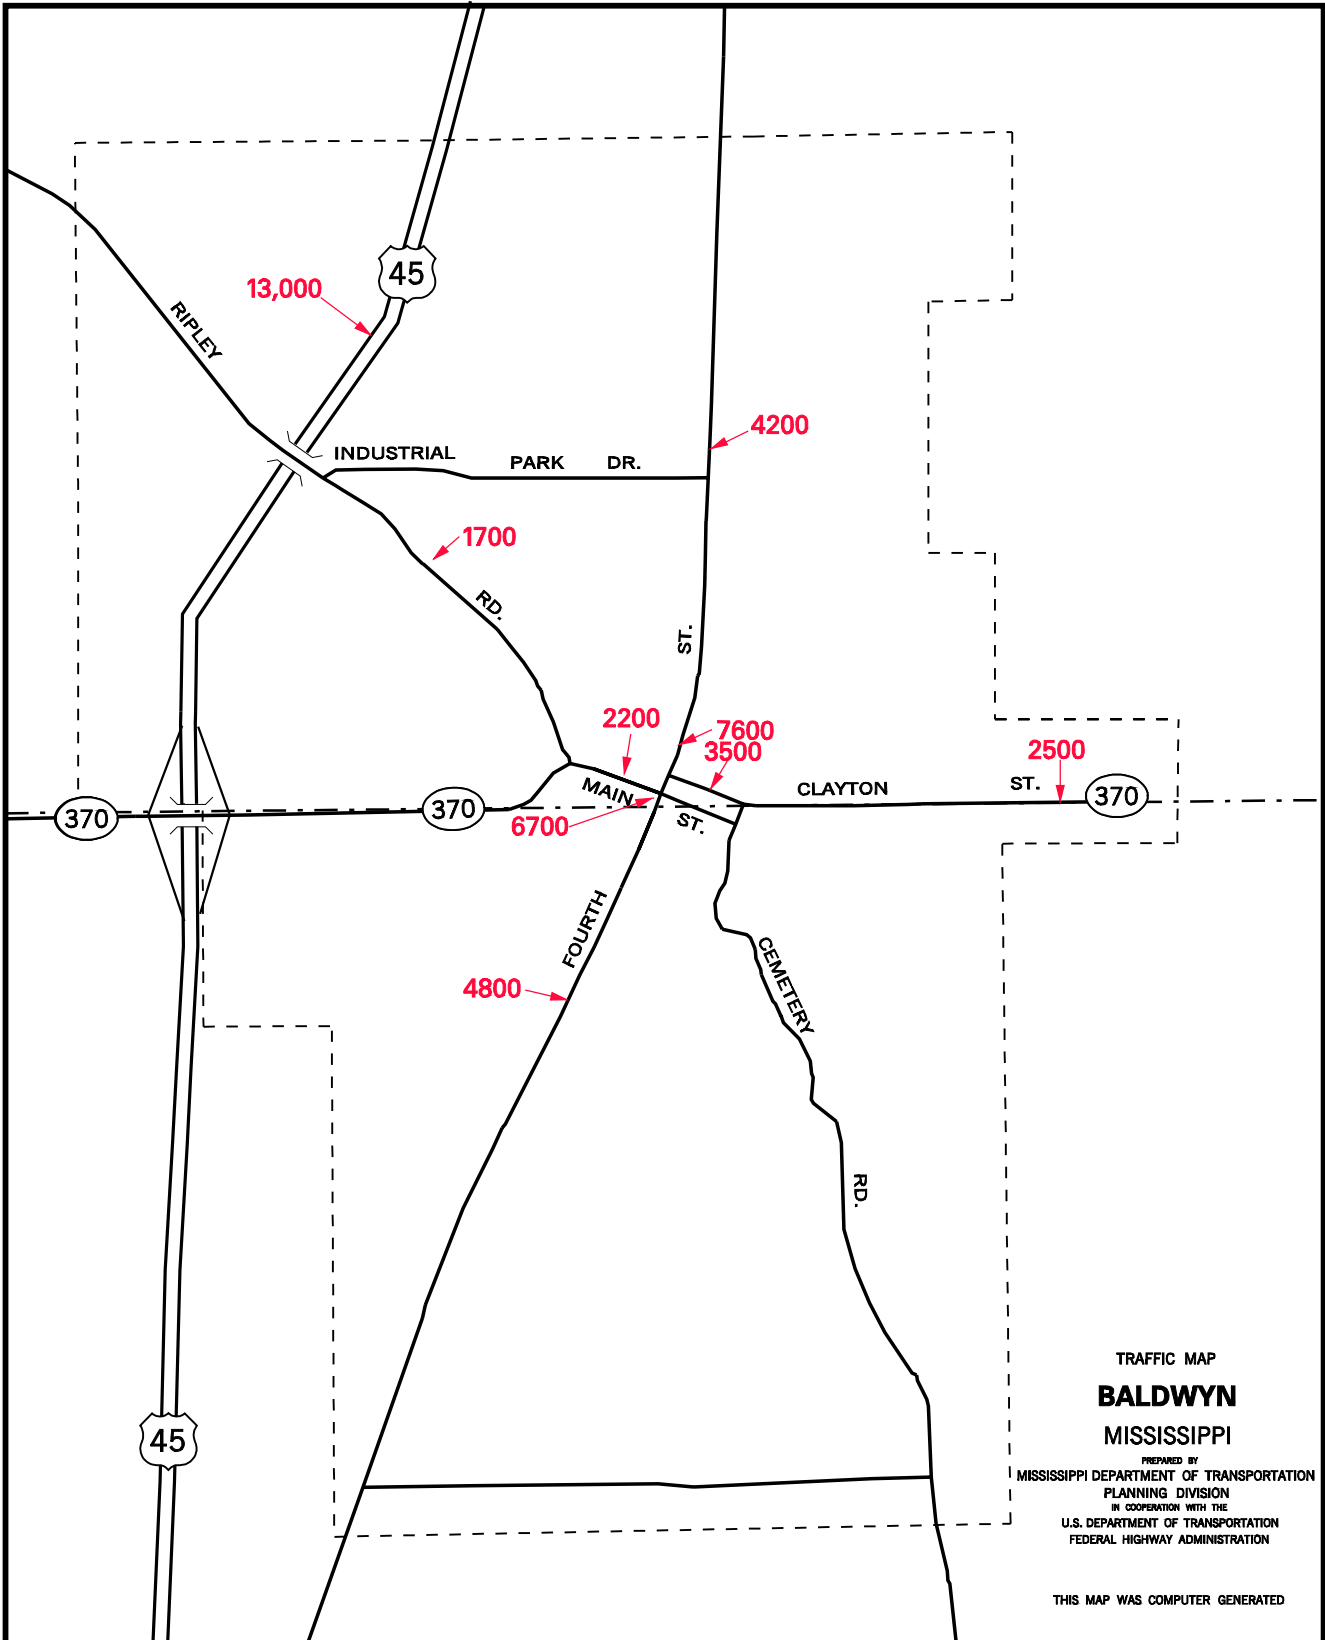 45
13,000
RIPLEY
4200
INDUSTRIAL PARK DR.
1700
RD.
ST.
2200
7600
3500
2500
MAIN
ST.
CLAYTON
ST.
370
370
370
6700
FOURTH
CEMETERY
4800
RD.
45
TRAFFIC MAP
BALDWYN
MISSISSIPPI
PREPARED BY
MISSISSIPPI DEPARTMENT OF TRANSPORTATION
PLANNING DIVISION
IN COOPERATION WITH THE
U.S. DEPARTMENT OF TRANSPORTATION
FEDERAL HIGHWAY ADMINISTRATION
THIS MAP WAS COMPUTER GENERATED